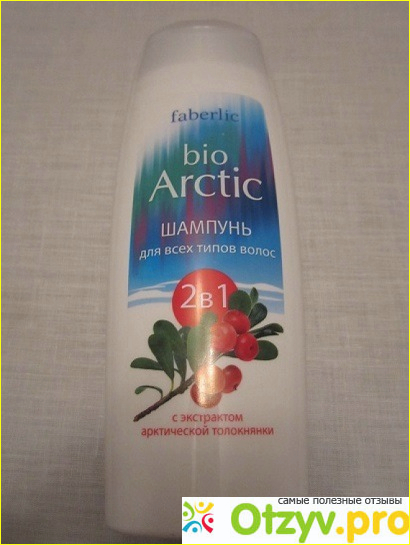 faberlic
bio
Arctic
ШАМПУНЬ
для всех типов волос
2в1
с экстрактом
арктической толокнянки
самые полезные отзывы
Otzyv.pro